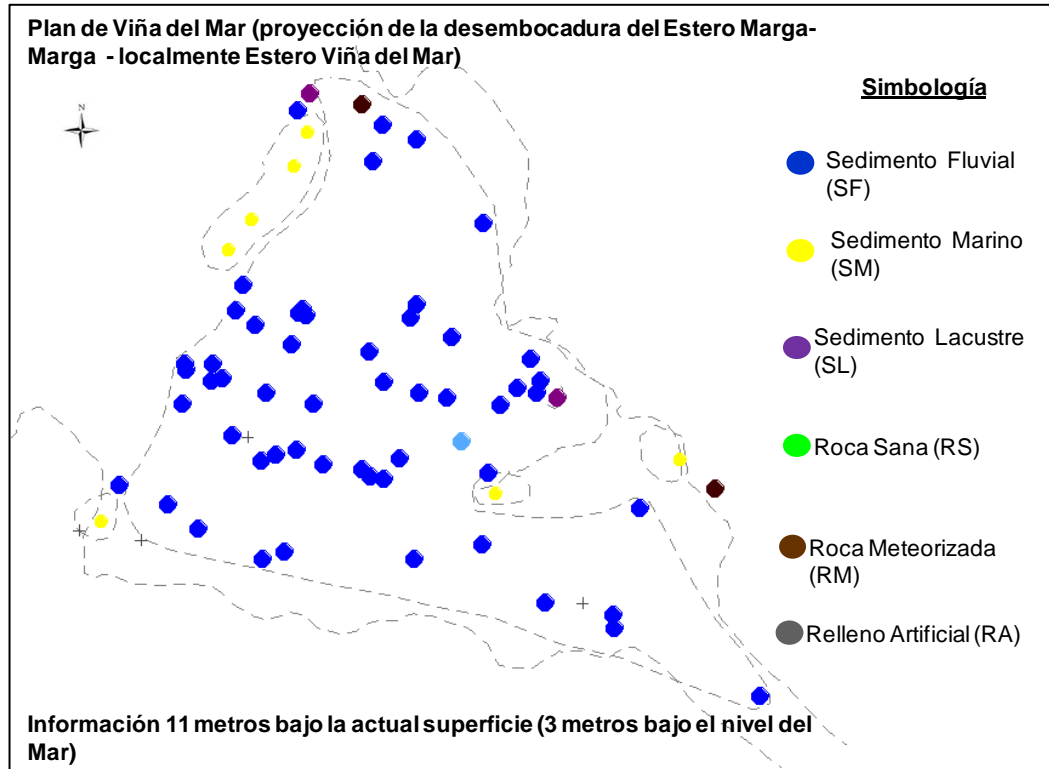 Plan de Viña del Mar (proyección de la desembocadura del Estero Marga-
Marga - localmente Estero Viña del Mar)
N
Simbología
Sedimento Fluvial
(SF)
Sedimento Marino
(SM)
Sedimento Lacustre
(SL)
Roca Sana (RS)
Roca Meteorizada
(RM)
Relleno Artificial (RA)
Información 11 metros bajo la actual superficie (3 metros bajo el nivel del
Mar)